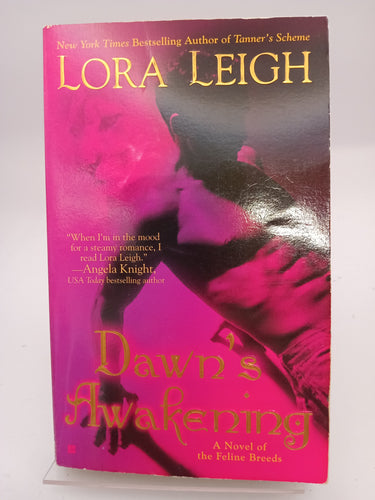 New York Times Bestselling Author of Tanner's Scheme
LORA LEIGH
"When I'm in the mood
for a steamy romance, I
read Lora Leigh."
—Angela Knight,
USA Today bestselling author
Dawn's
Awakening
A Novel of
the Feline Breeds